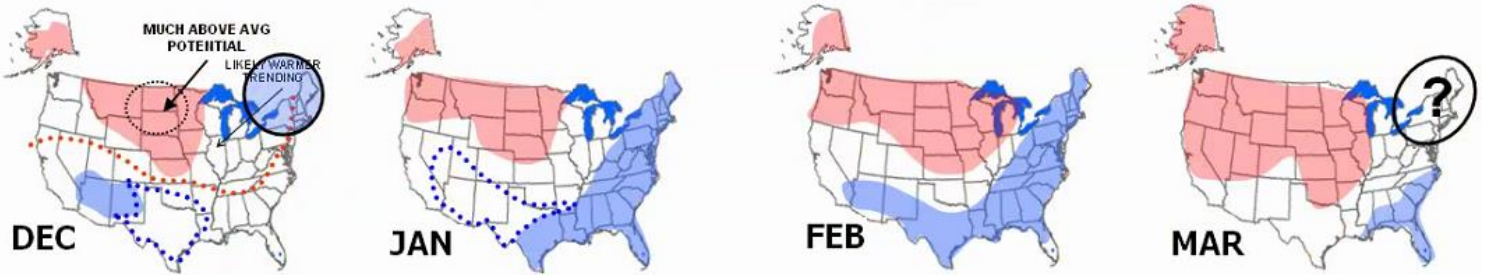 MUCH ABOVE AVG
POTENTIAL
LIKELY WARMER
TRENDING
DEC
JAN
FEB
MAR
?